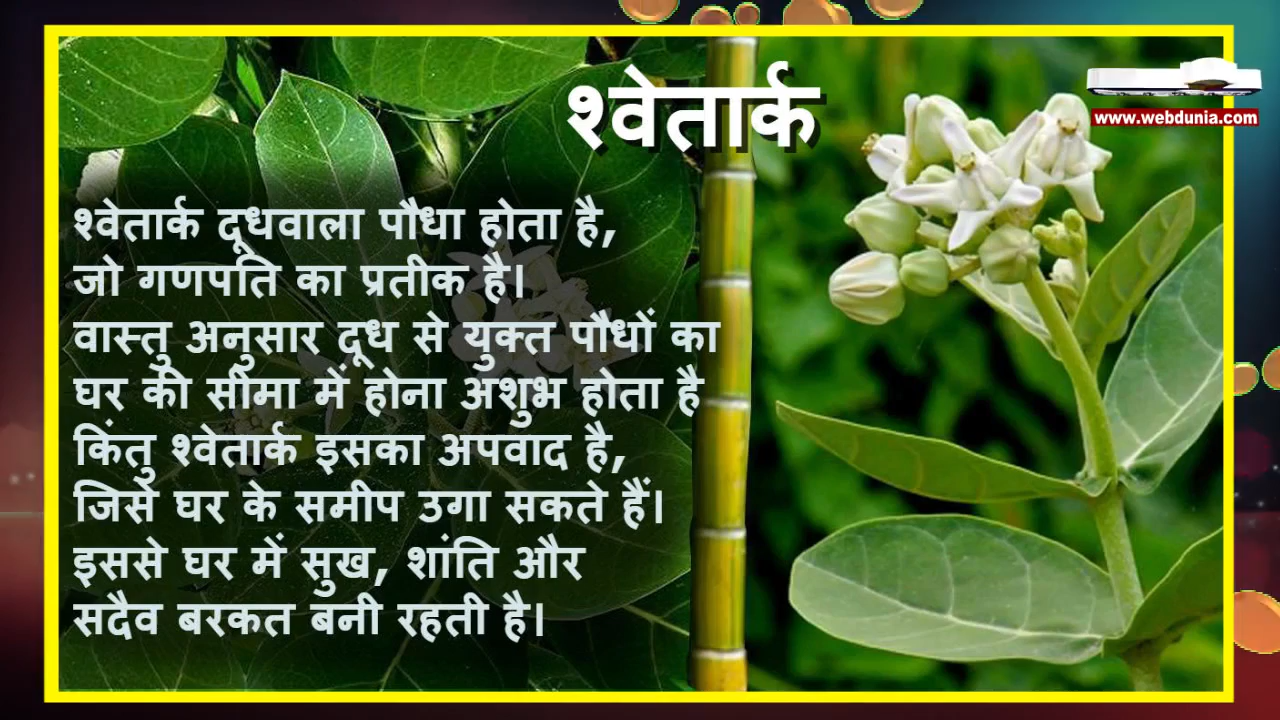 श्वेतार्क
www.webdunia.com
श्वेतार्क दूधवाला पौधा होता है,
जो गणपति का प्रतीक है।
वास्तु अनुसार दूध से युक्त पौधों का
घर की सीमा में होना अशुभ होता है
किंतु श्वेतार्क इसका अपवाद है,
जिसे घर के समीप उगा सकते हैं।
इससे घर में सुख, शांति और
सदैव बरकत बनी रहती है।